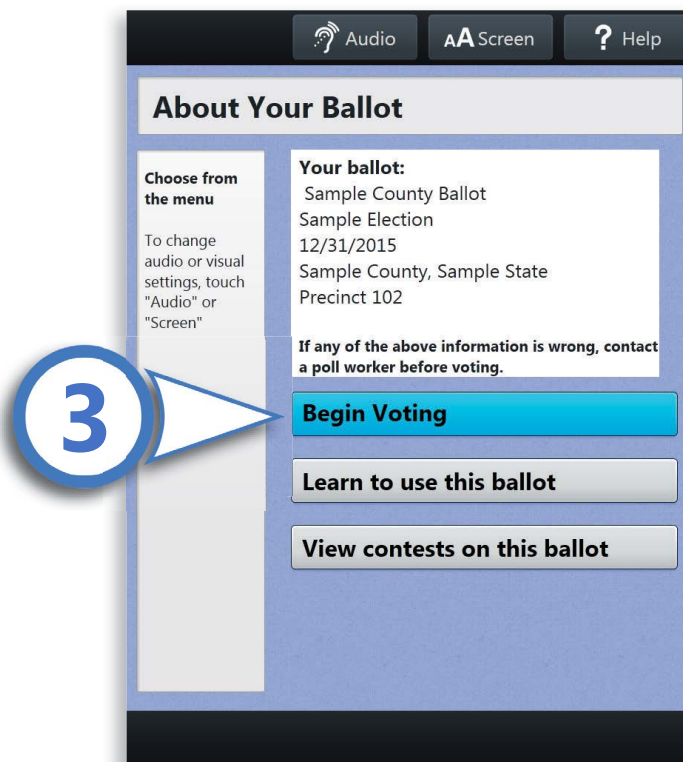 Audio
AA Screen
? Help
About Your Ballot
Choose from
the menu
To change
audio or visual
settings, touch
"Audio" or
"Screen"
Your ballot:
Sample County Ballot
Sample Election
12/31/2015
Sample County, Sample State
Precinct 102
If any of the above information is wrong, contact
a poll worker before voting.
3
Begin Voting
Learn to use this ballot
View contests on this ballot